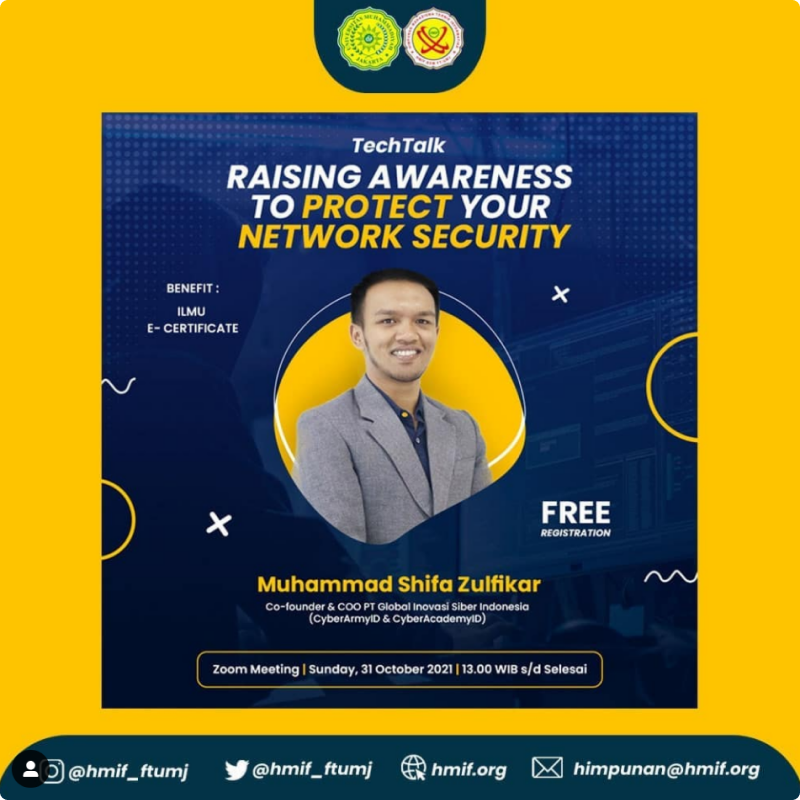 TechTalk
RAISING AWARENESS
TO PROTECT YOUR
NETWORK SECURITY
BENEFIT :
ILMU
E- CERTIFICATE
FREE
REGISTRATION
Muhammad Shifa Zulfikar
Co-founder & COO PT Global Inovasi Siber Indonesia
(CyberArmyID & CyberAcademyID)
Zoom Meeting | Sunday, 31 October 2021 | 13.00 WIB s/d Selesai
@hmif_ftumj @hmif_ftumj hmif.org himpunan@hmif.org